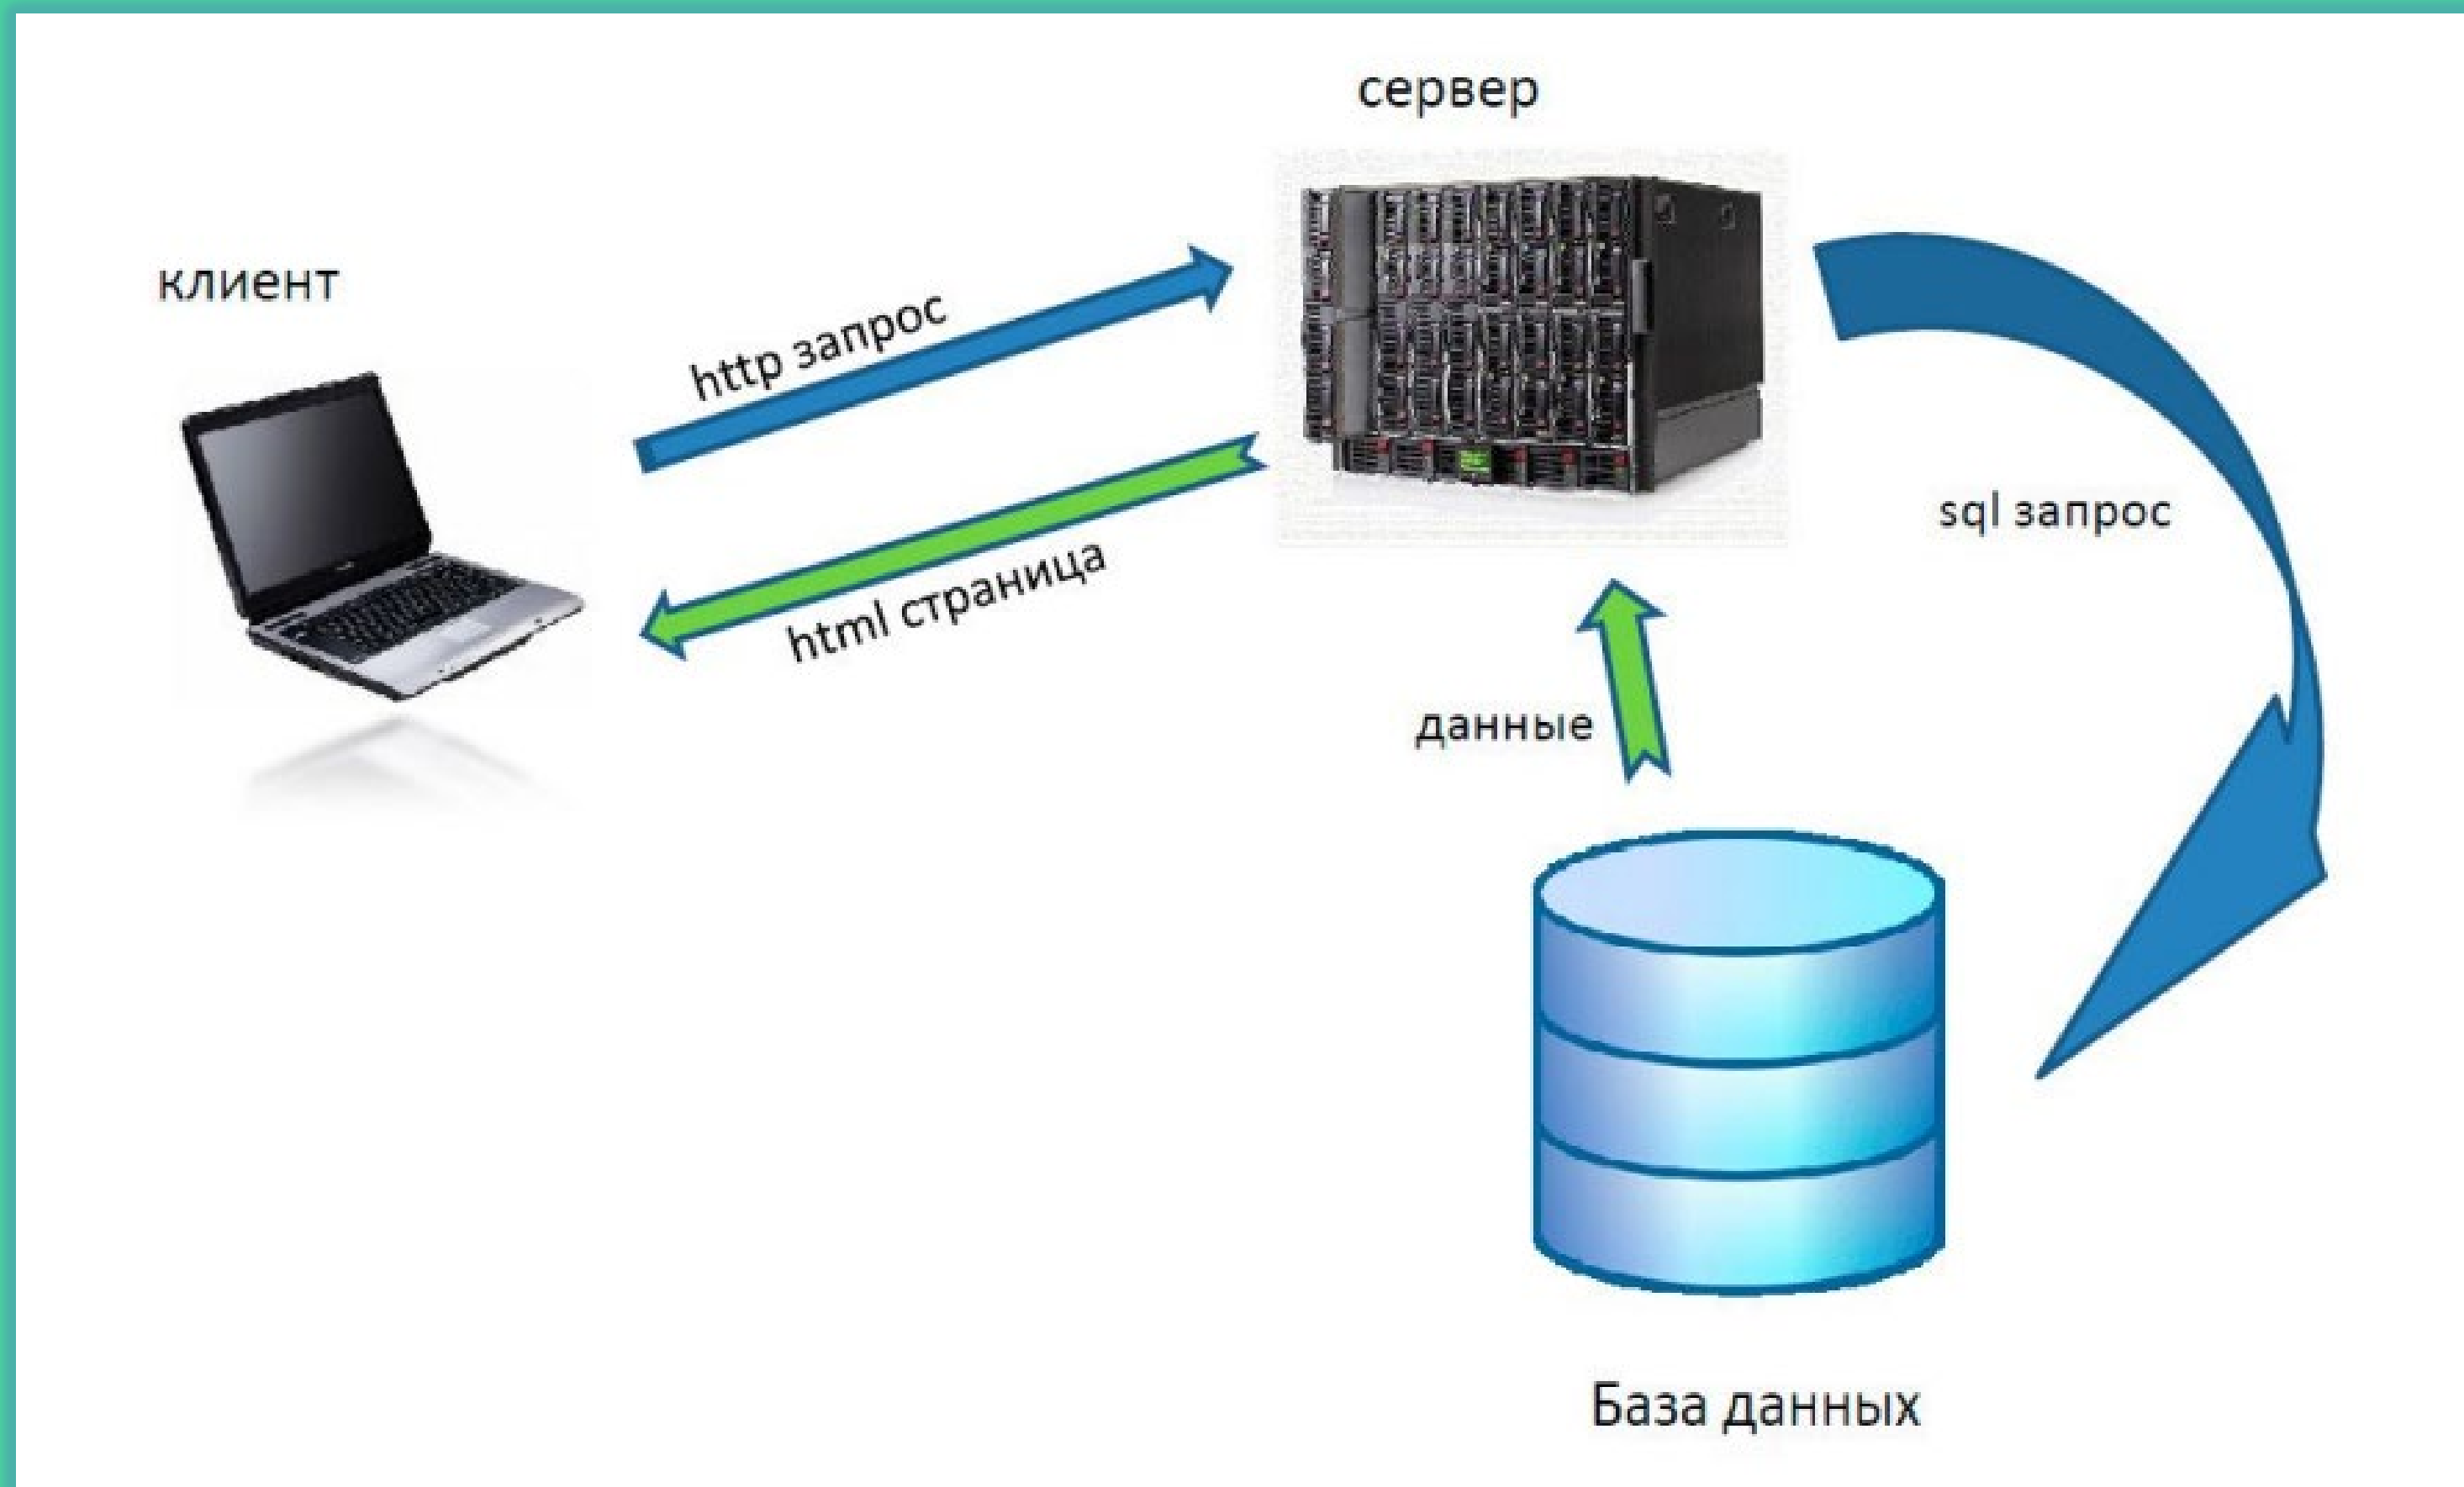 сервер
клиент
http запрос
html страница
sql запрос
данные
База данных